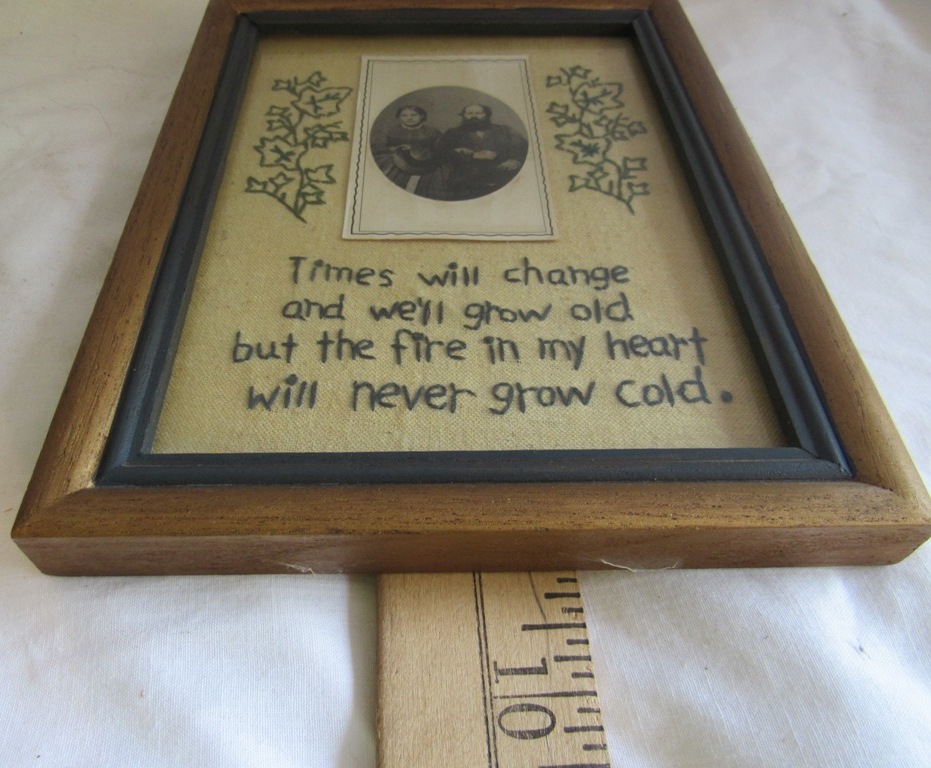 Times will change
and we'll grow old
but the fire in my heart
will never grow cold.
10